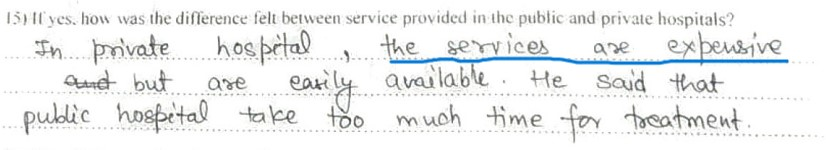 15) If yes, how was the difference felt between service provided in the public and private hospitals?
In private hospital, the services are expensive
and but are easily available. He said that
public hospital take too much time for treatment.